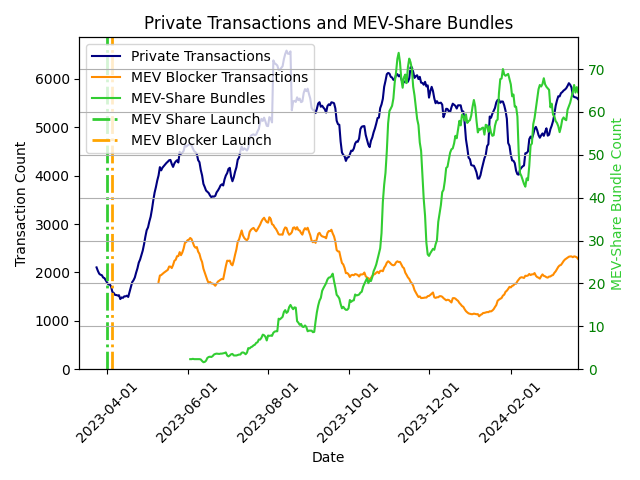 Private Transactions and MEV-Share Bundles
Private Transactions
MEV Blocker Transactions
MEV-Share Bundles
MEV Share Launch
MEV Blocker Launch
Transaction Count
6000
5000
4000
3000
2000
1000
0
MEV-Share Bundle Count
70
60
50
40
30
20
10
0
2023-04-01
2023-06-01
2023-08-01
2023-10-01
2023-12-01
2024-02-01
Date